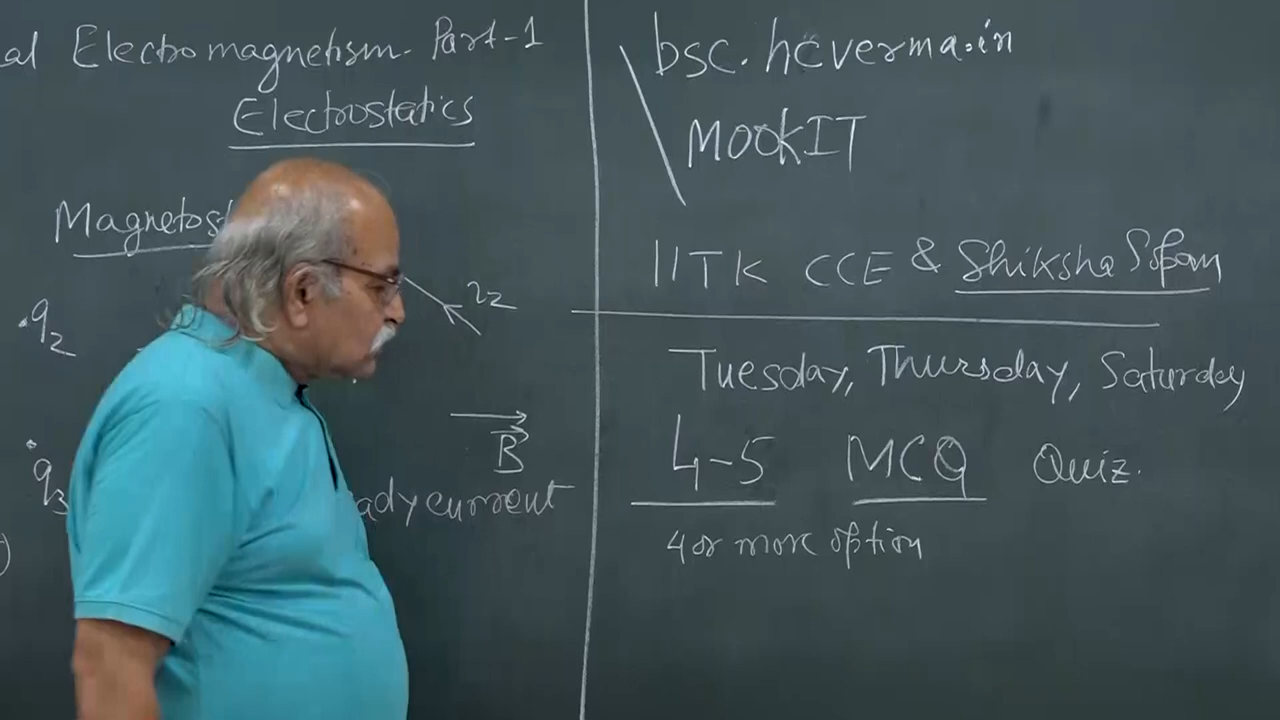 al Electromagnetism. Part-1
Electrostatics
Magnetost
q2
q3
B
ady current
)
bsc.hcverma.in
MOOKIT
IITK CCE & Shiksha Sopan
Tuesday, Thursday, Saturday
4-5 MCQ Quiz.
4 or more option